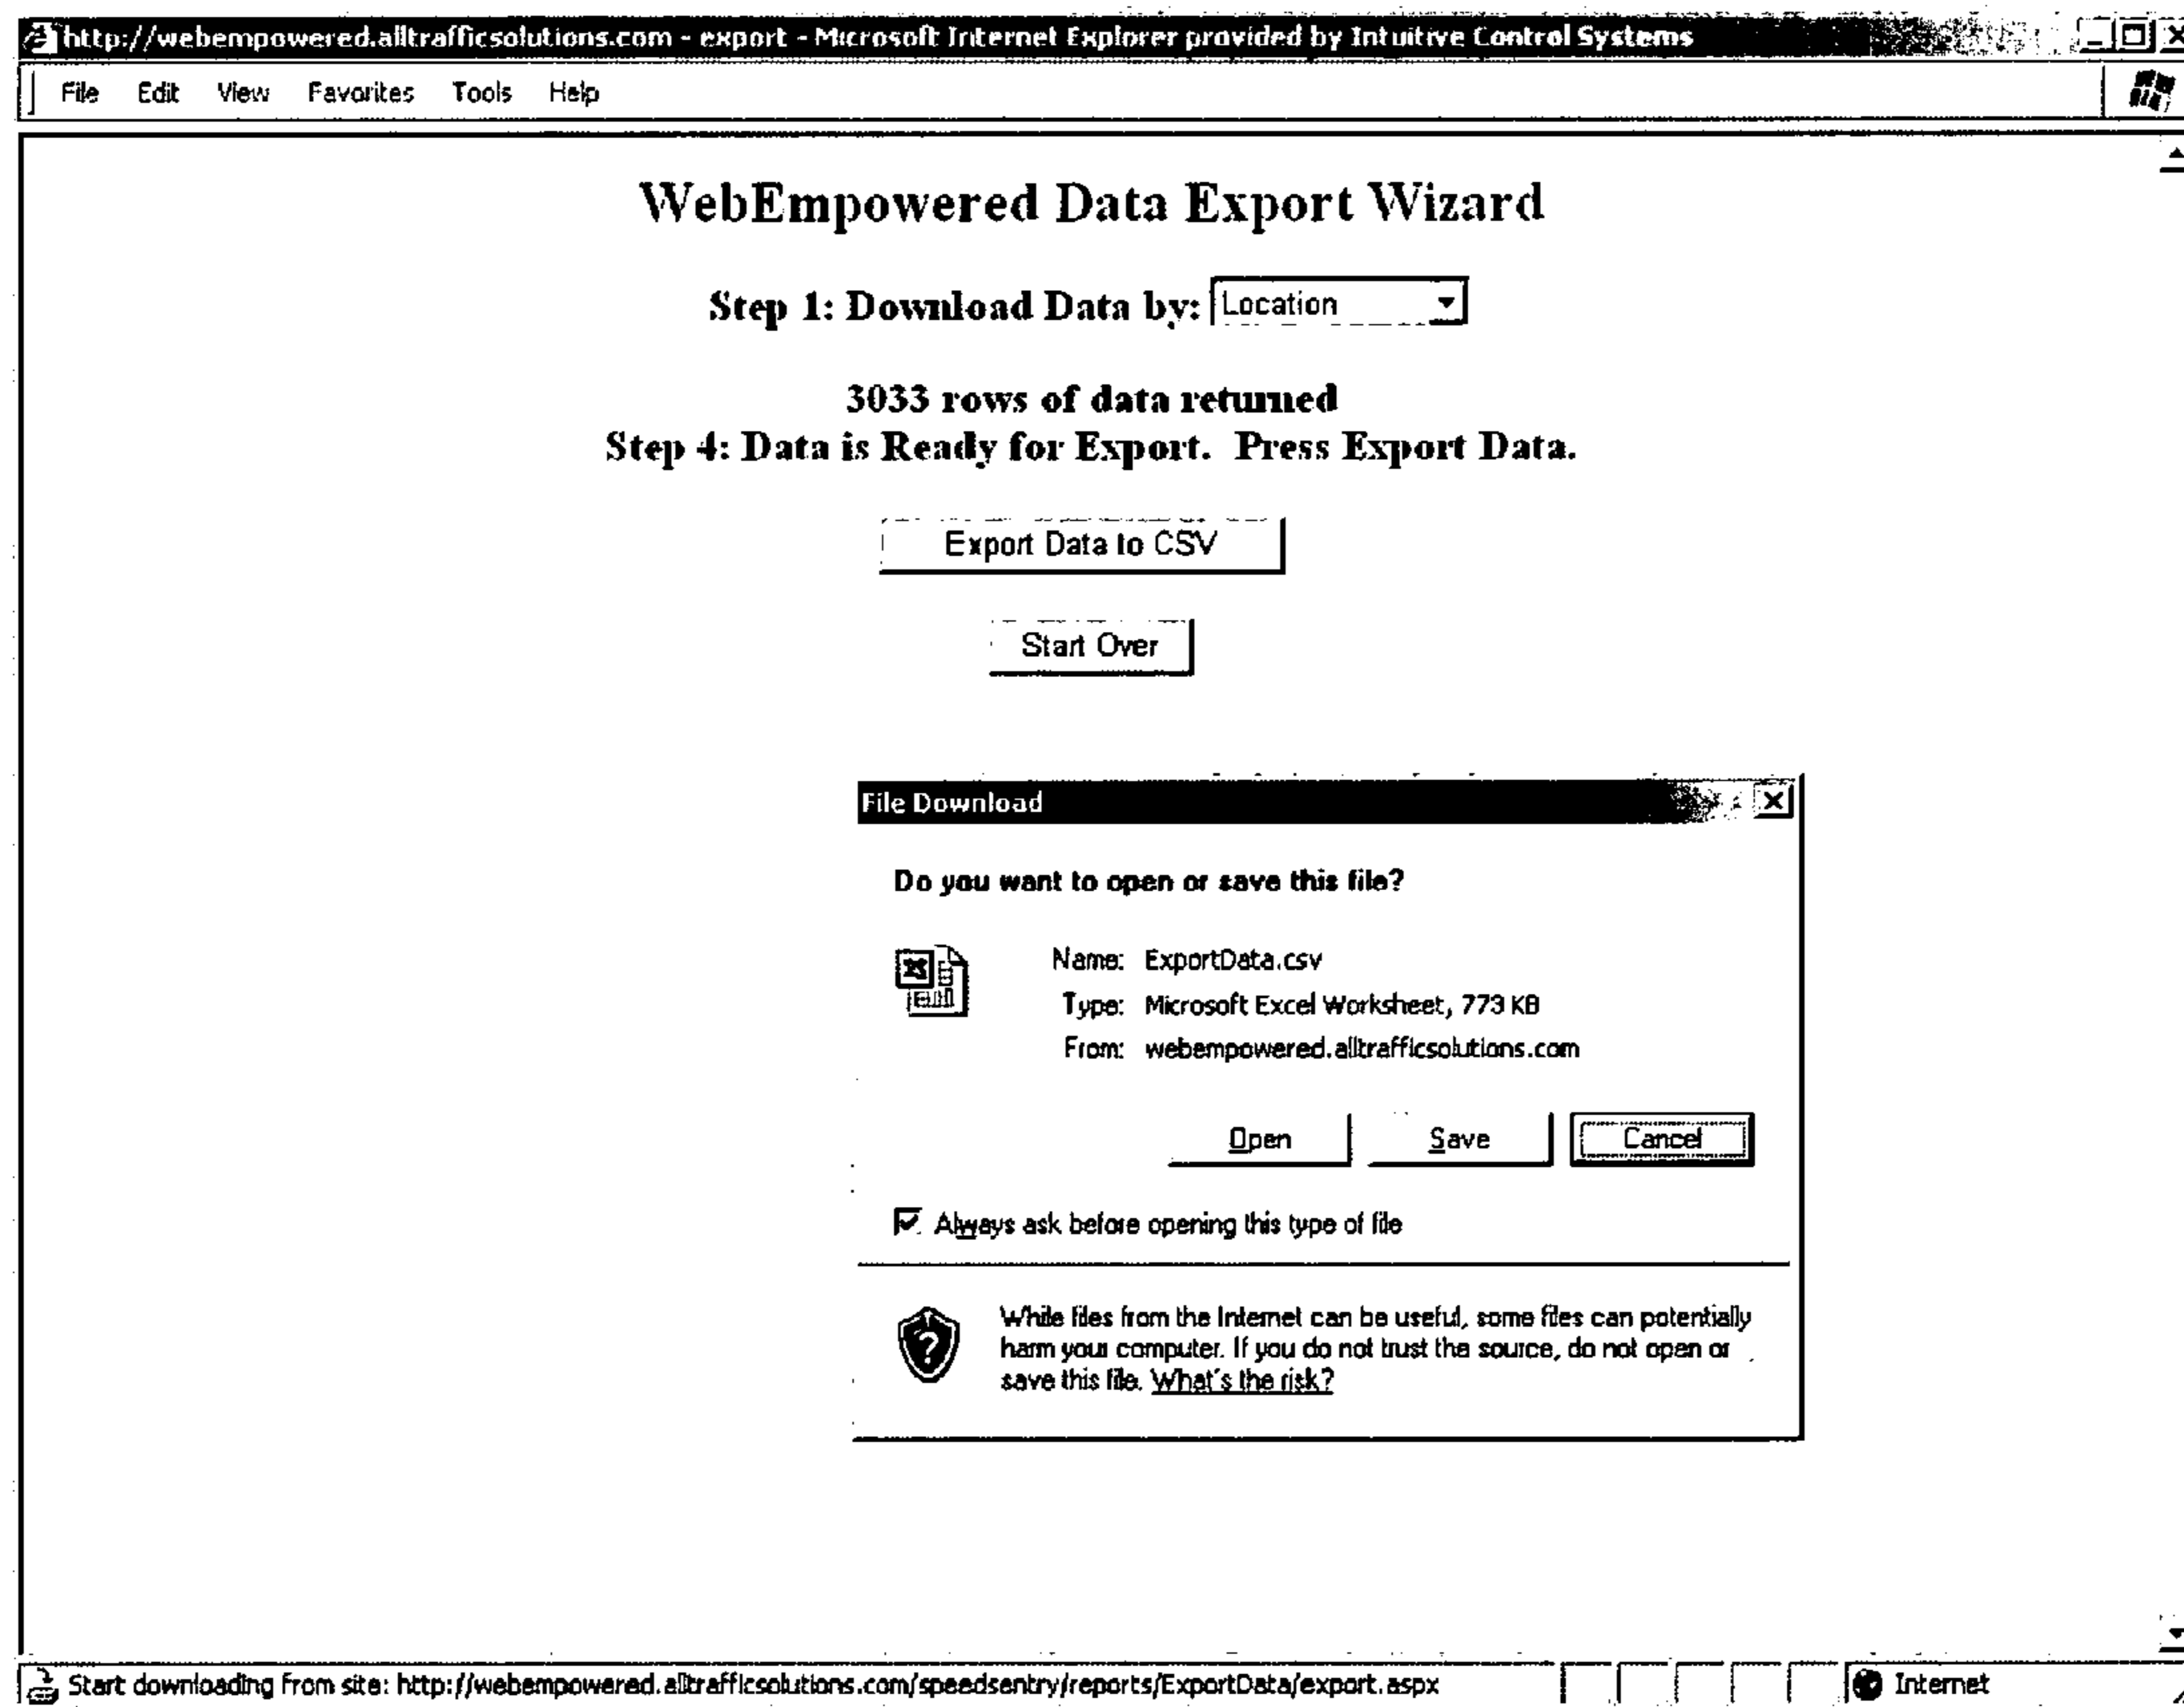 http://webempowered.alltrafficsolutions.com - export - Microsoft Internet Explorer provided by Intuitive Control Systems
File Edit View Favorites Tools Help
WebEmpowered Data Export Wizard
Step 1: Download Data by: Location
3033 rows of data returned
Step 4: Data is Ready for Export. Press Export Data.
Export Data to CSV
Start Over
File Download
Do you want to open or save this file?
Name: ExportData.csv
Type: Microsoft Excel Worksheet, 773 KB
From: webempowered.alltrafficsolutions.com
Open Save Cancel
Always ask before opening this type of file
While files from the Internet can be useful, some files can potentially
harm your computer. If you do not trust the source, do not open or
save this file. What's the risk?
Start downloading from site: http://webempowered.alltrafficsolutions.com/speedsentry/reports/ExportData/export.aspx
Internet